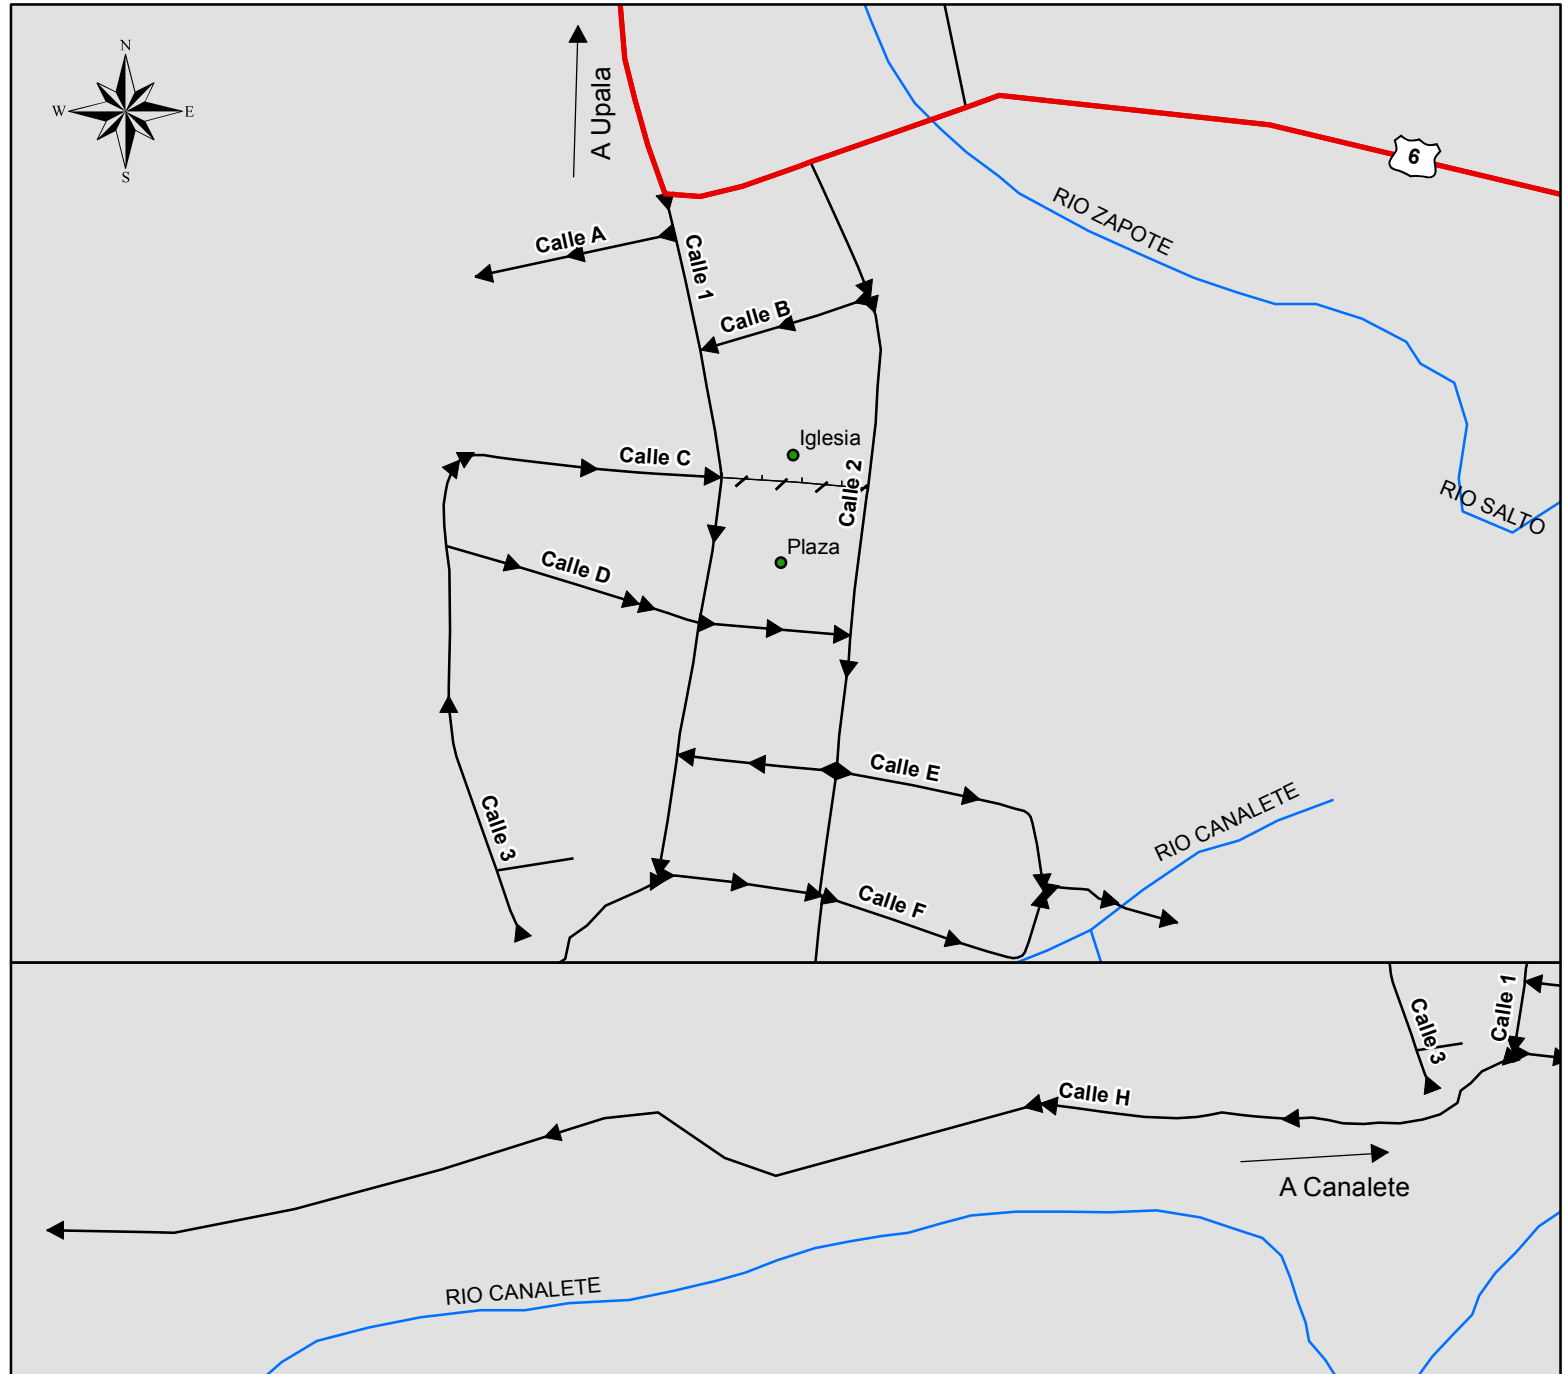 N
W
E
S
A Upala
6
RIO ZAPOTE
Calle A
Calle 1
Calle B
Iglesia
Calle C
Calle 2
RIO SALTO
Plaza
Calle D
Calle E
Calle 3
RIO CANALETE
Calle F
Calle 1
Calle 3
Calle H
A Canalete
RIO CANALETE